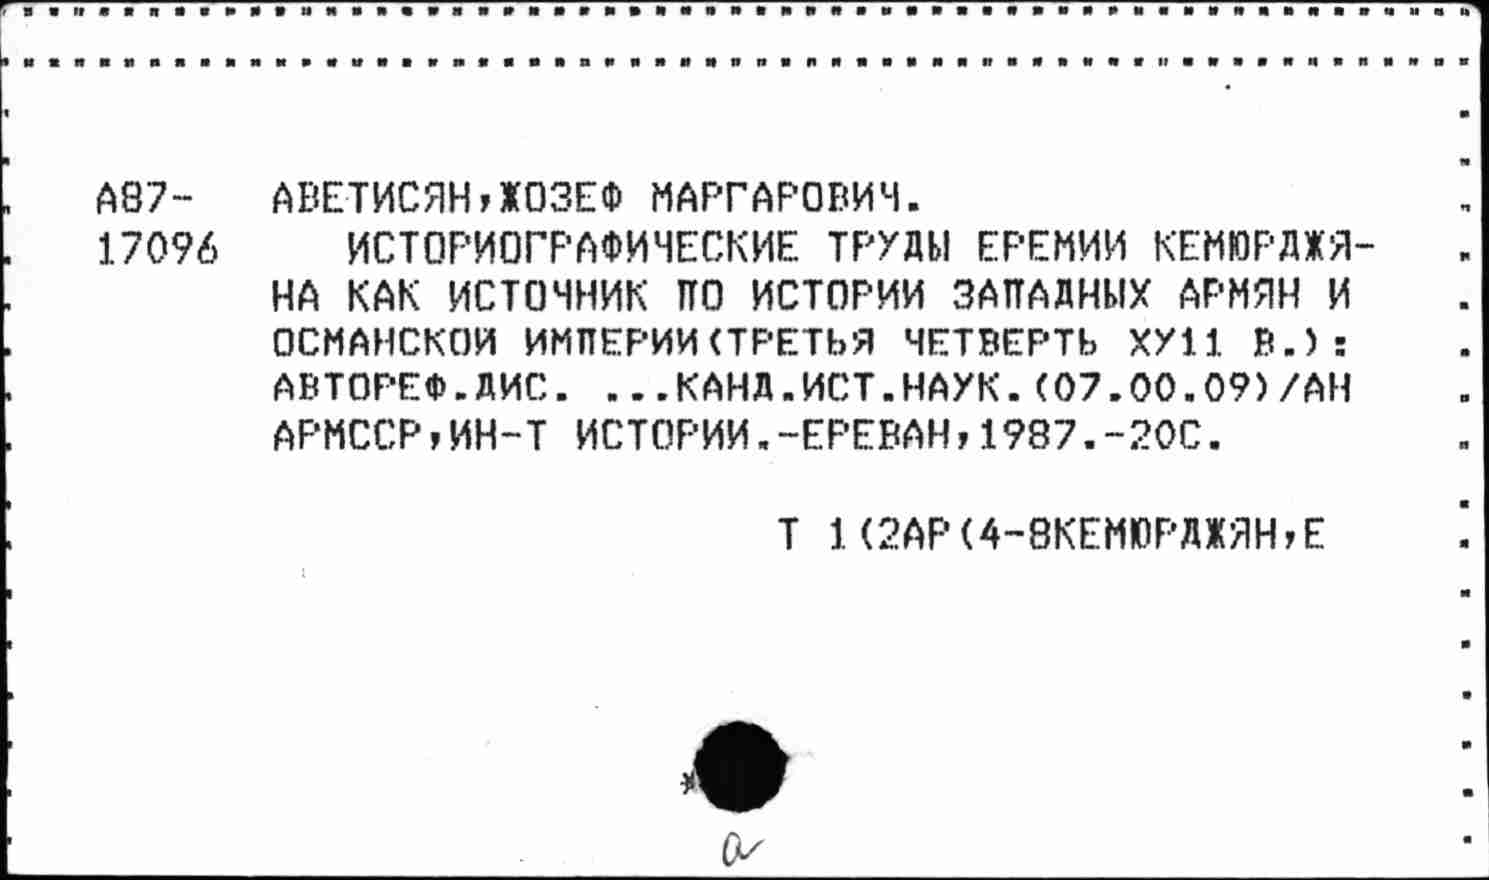 А87- АВЕТИСЯН,ЖОЗЕФ МАРГАРОВИЧ.
17096 ИСТОРИОГРАФИЧЕСКИЕ ТРУДЫ ЕРЕМИИ КЕМЮРДЖЯ-
НА КАК ИСТОЧНИК ПО ИСТОРИИ ЗАПАДНЫХ АРМЯН И
ОСМАНСКОЙ ИМПЕРИИ(ТРЕТЬЯ ЧЕТВЕРТЬ ХУ11 В.):
АВТОРЕФ.ДИС. ...КАНД.ИСТ.НАУК.(07.00.09)/АН
АРМССР,ИН-Т ИСТОРИИ.-ЕРЕВАН,1987.-20С.
Т 1(2АР(4-8КЕМЮРДЖЯН,Е
*
а